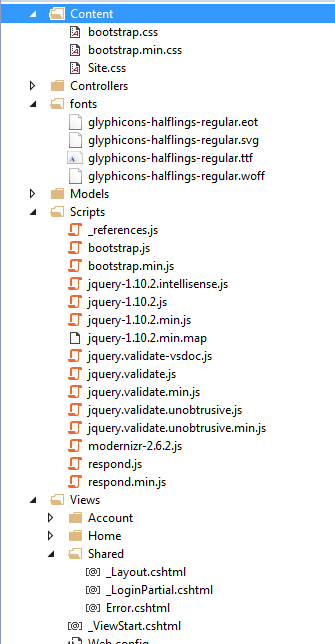 Content
bootstrap.css
bootstrap.min.css
Site.css
Controllers
fonts
glyphicons-halflings-regular.eot
glyphicons-halflings-regular.svg
glyphicons-halflings-regular.ttf
glyphicons-halflings-regular.woff
Models
Scripts
_references.js
bootstrap.js
bootstrap.min.js
jquery-1.10.2.intellisense.js
jquery-1.10.2.js
jquery-1.10.2.min.js
jquery-1.10.2.min.map
jquery.validate-vsdoc.js
jquery.validate.js
jquery.validate.min.js
jquery.validate.unobtrusive.js
jquery.validate.unobtrusive.min.js
modernizr-2.6.2.js
respond.js
respond.min.js
Views
Account
Home
Shared
_Layout.cshtml
_LoginPartial.cshtml
Error.cshtml
_ViewStart.cshtml
Web.config